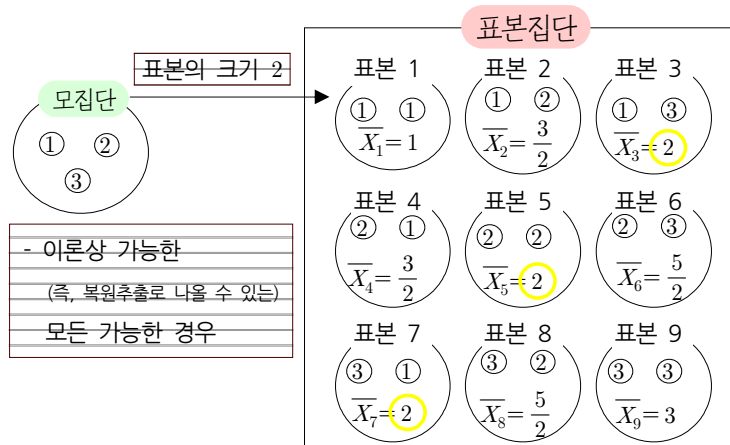 표본집단
표본의 크기 2
모집단
① ②
③
- 이론상 가능한
(즉, 복원추출로 나올 수 있는)
모든 가능한 경우
표본 1
① ①
X̅₁ = 1
표본 2
① ②
X̅₂ = 3/2
표본 3
① ③
X̅₃ = 2
표본 4
② ①
X̅₄ = 3/2
표본 5
② ②
X̅₅ = 2
표본 6
② ③
X̅₆ = 5/2
표본 7
③ ①
X̅₇ = 2
표본 8
③ ②
X̅₈ = 5/2
표본 9
③ ③
X̅₉ = 3